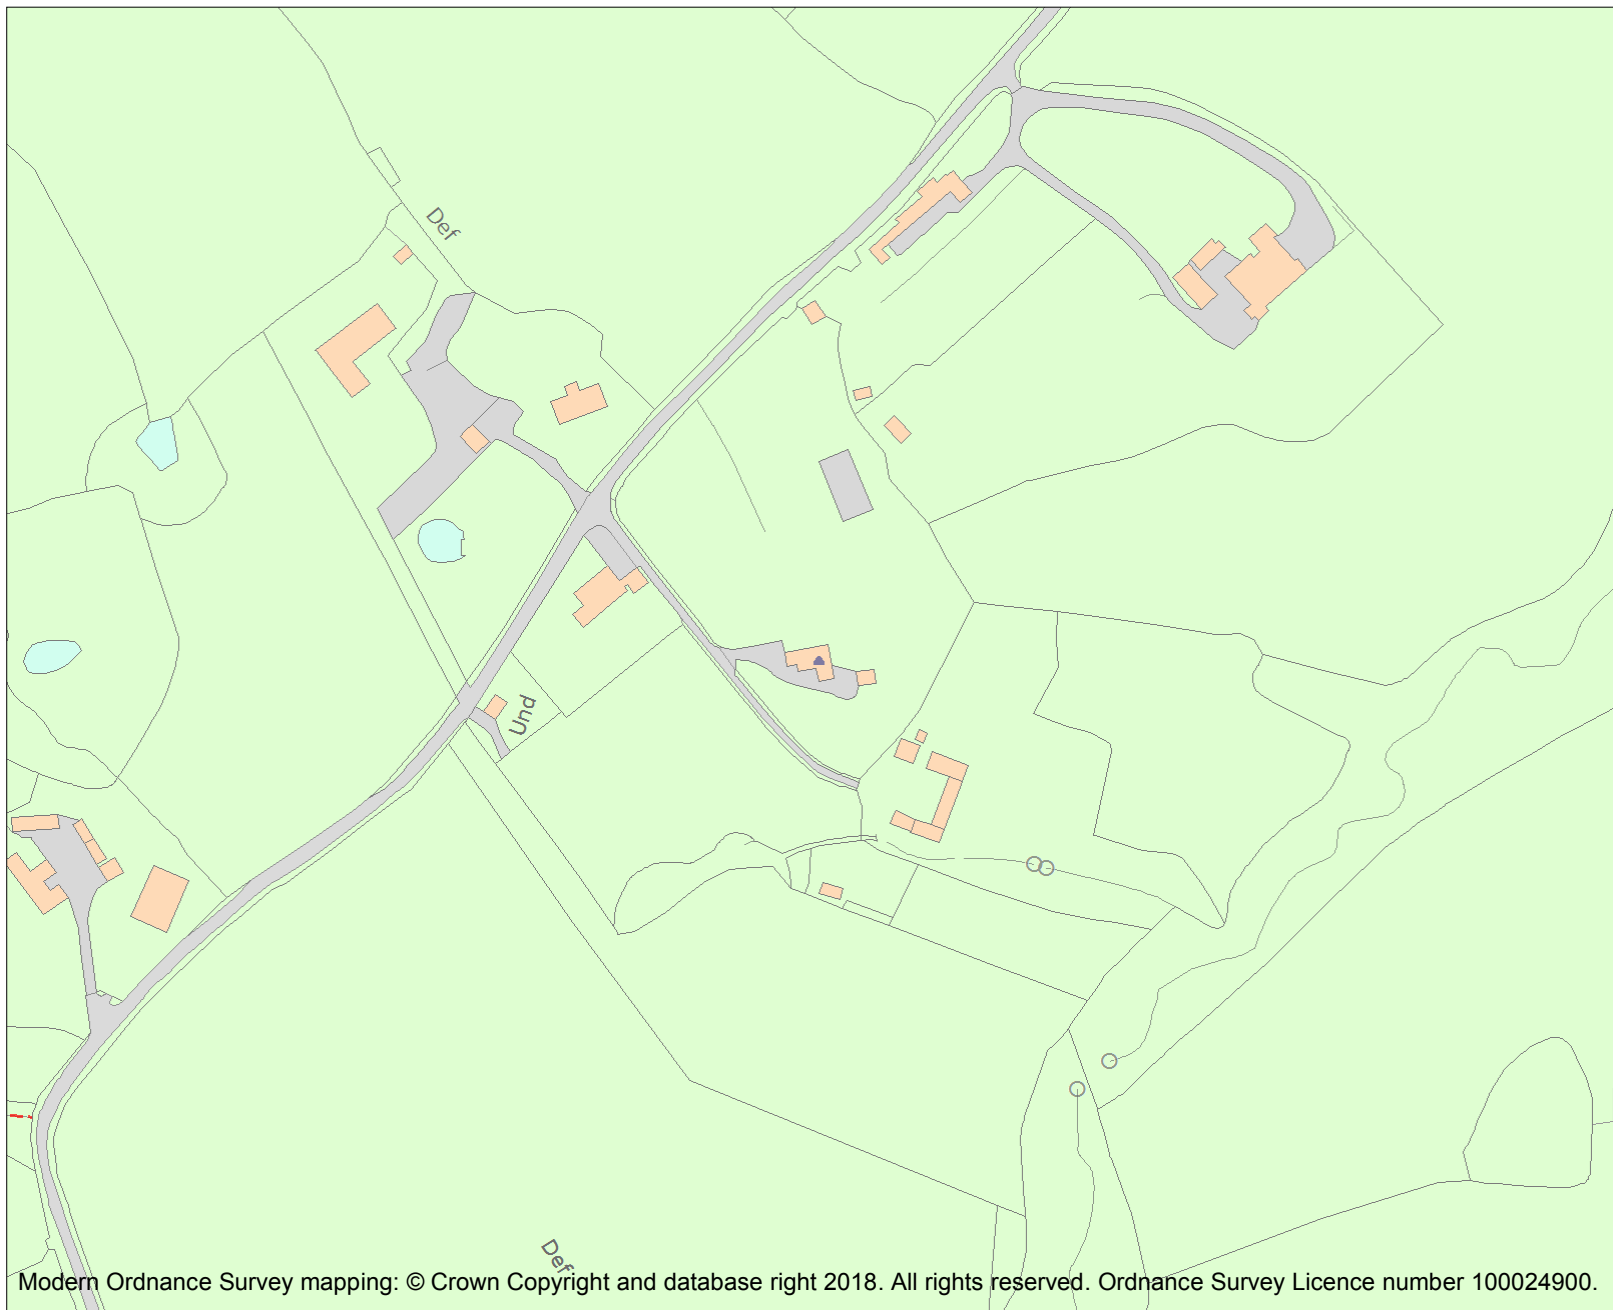 Def
Und
Def
Modern Ordnance Survey mapping: © Crown Copyright and database right 2018. All rights reserved. Ordnance Survey Licence number 100024900.